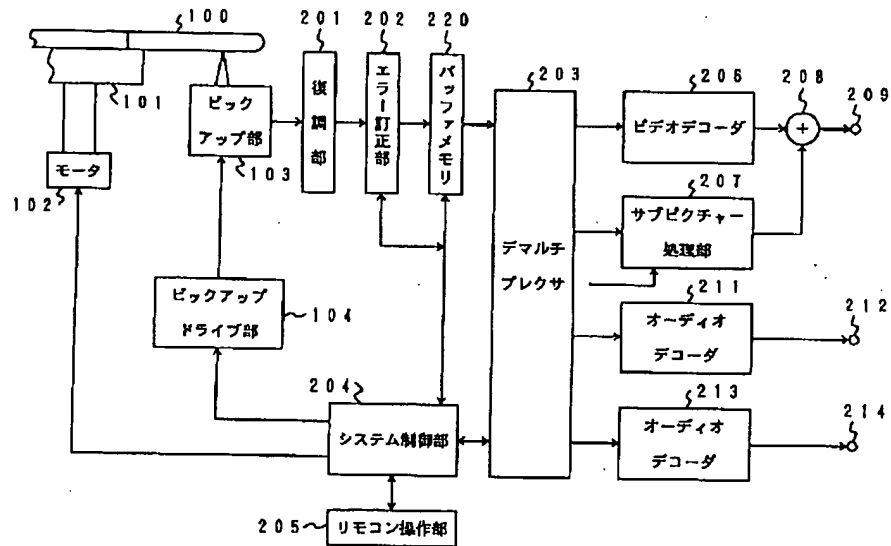 100
201
202
220
203
206
208
209
101
ピック
アップ部
103
復調部
エラー訂正部
バッファメモリ
ビデオデコーダ
+
モータ
102
207
サブピクチャー
処理部
デマルチ
プレクサ
ピックアップ
ドライブ部
104
211
オーディオ
デコーダ
212
204
システム制御部
213
オーディオ
デコーダ
214
205
リモコン操作部